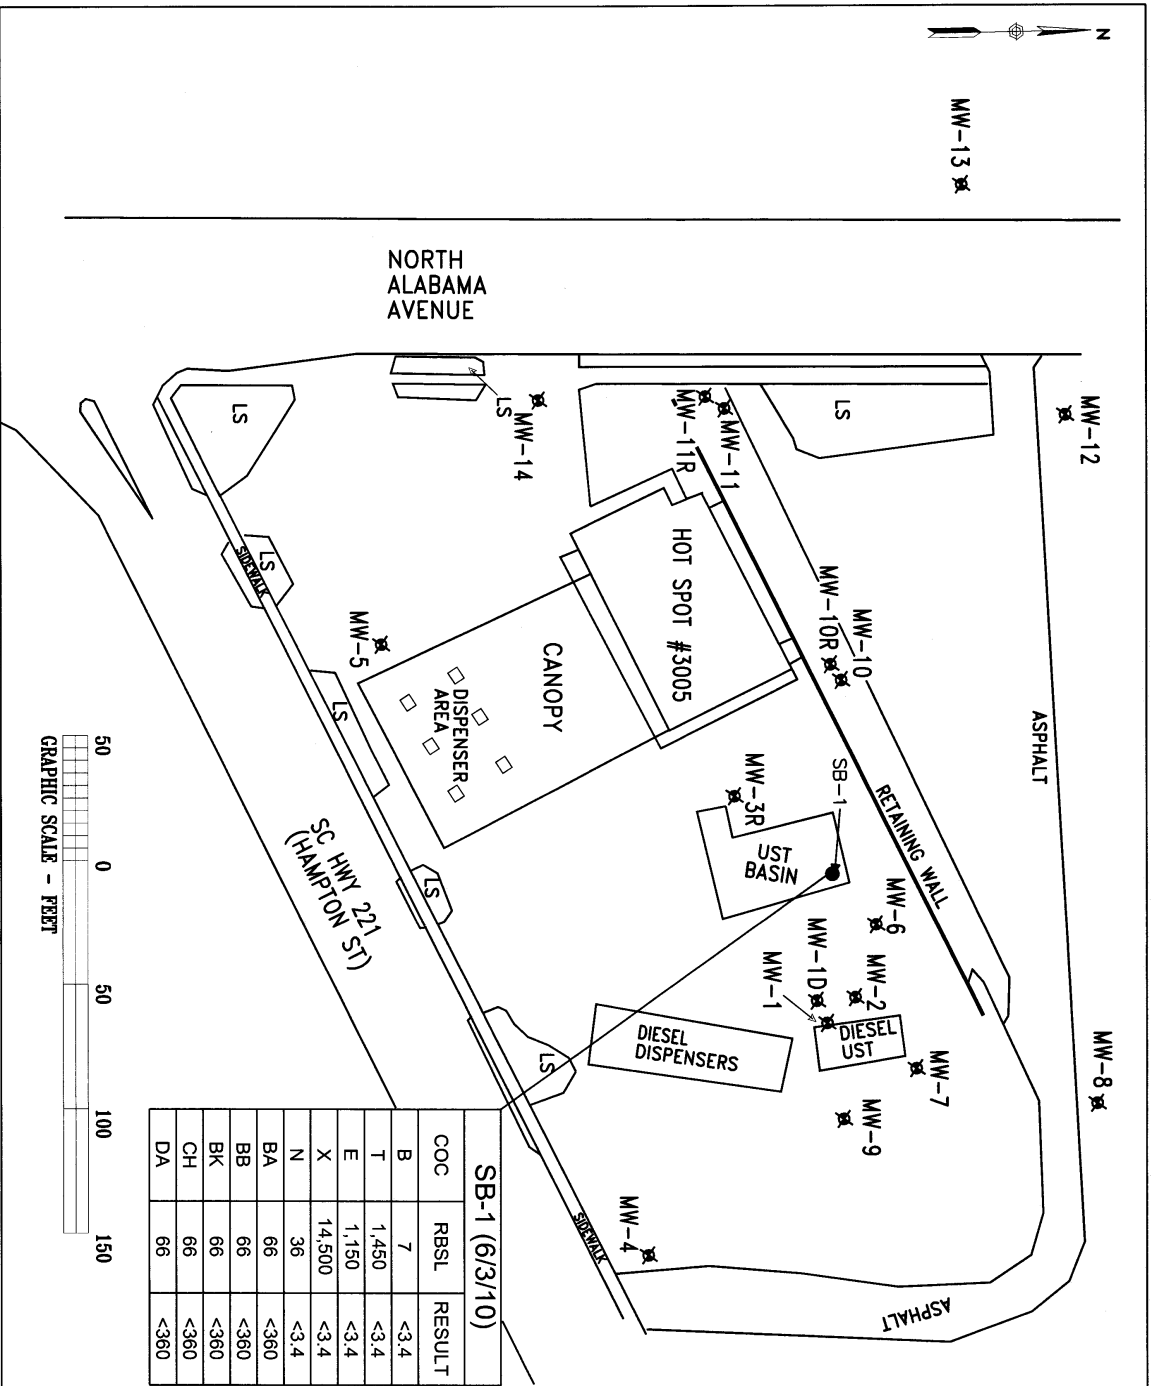 N
MW-13
NORTH
ALABAMA
AVENUE
MW-12
LS
MW-11
MW-11R
MW-14
LS
LS
HOT SPOT #3005
MW-10
MW-10R
ASPHALT
LS
SIDEWALK
MW-5
CANOPY
DISPENSER
AREA
LS
SB-1
MW-3R
RETAINING WALL
UST
BASIN
MW-6
LS
SC HWY 221
(HAMPTON ST)
MW-2
MW-1D
MW-1
DIESEL
UST
DIESEL
DISPENSERS
MW-7
MW-8
MW-9
LS
MW-4
SIDEWALK
ASPHALT
50 0 50 100 150
GRAPHIC SCALE - FEET
SB-1 (6/3/10)
COC RBSL RESULT
B 7 <3.4
T 1,450 <3.4
E 1,150 <3.4
X 14,500 <3.4
N 36 <3.4
BA 66 <360
BB 66 <360
BK 66 <360
CH 66 <360
DA 66 <360